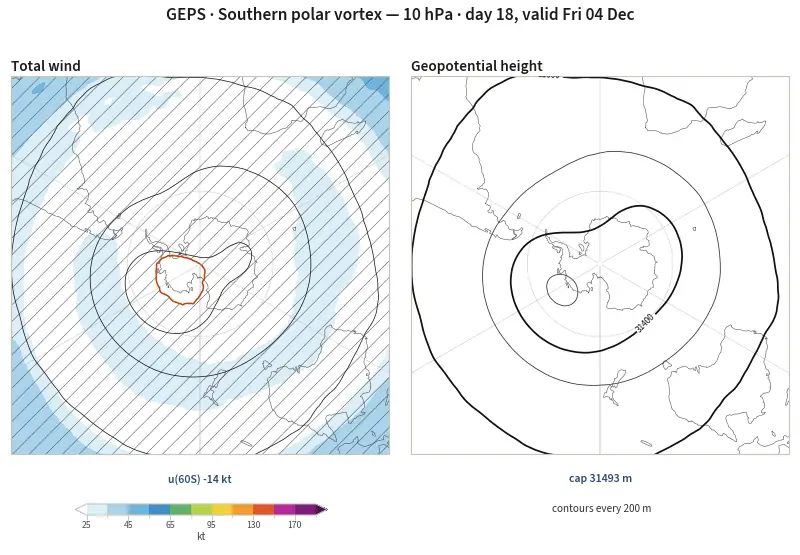 GEPS · Southern polar vortex — 10 hPa · day 18, valid Fri 04 Dec
Total wind
Geopotential height
31400
u(60S) -14 kt
cap 31493 m
contours every 200 m
25 45 65 95 130 170
kt